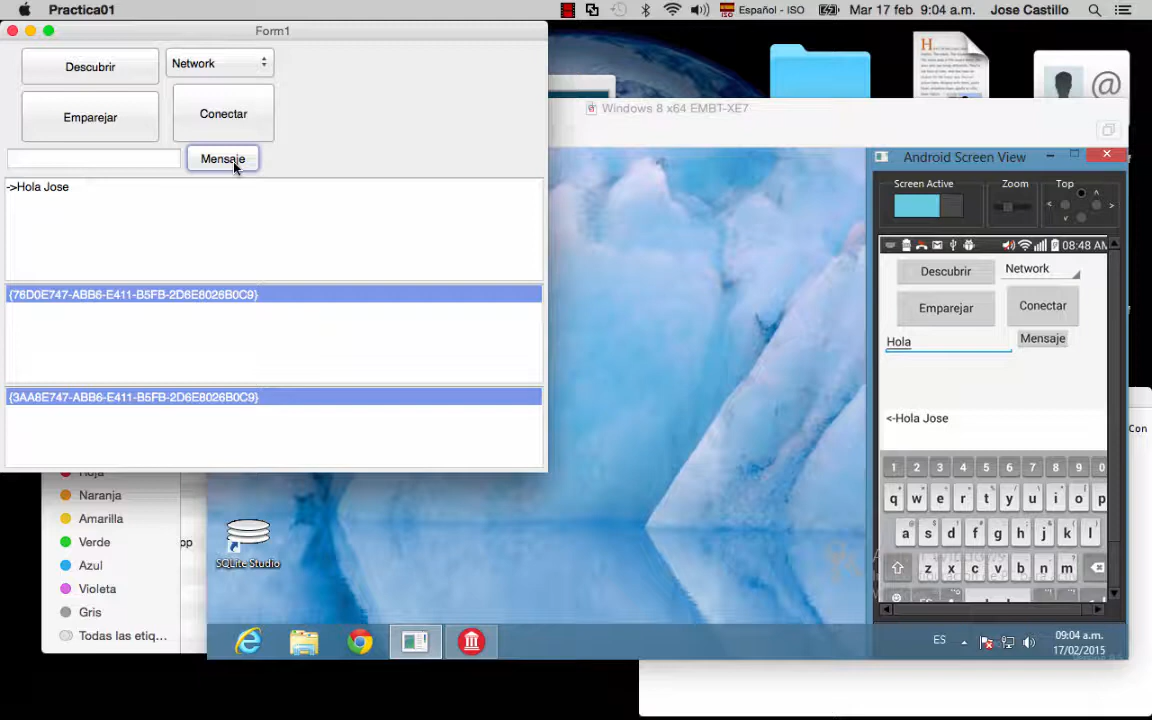 Practica01
Español - ISO
Mar 17 feb 9:04 a.m.
Jose Castillo
Form1
Descubrir
Network
Emparejar
Conectar
Mensaje
->Hola Jose
{76D0E747-ABB6-E411-B5FB-2D6E8026B0C9}
{3AA8E747-ABB6-E411-B5FB-2D6E8026B0C9}
Naranja
Amarilla
Verde
Azul
Violeta
Gris
Todas las etiq...
Windows 8 x64 EMBT-XE7
Android Screen View
Screen Active
Zoom
Top
08:48 AM
Descubrir
Network
Emparejar
Conectar
Hola
Mensaje
<-Hola Jose
1 2 3 4 5 6 7 8 9 0
q w e r t y u i o p
a s d f g h j k l
z x c v b n m
Con
SQLite Studio
ES
09:04 a.m.
17/02/2015